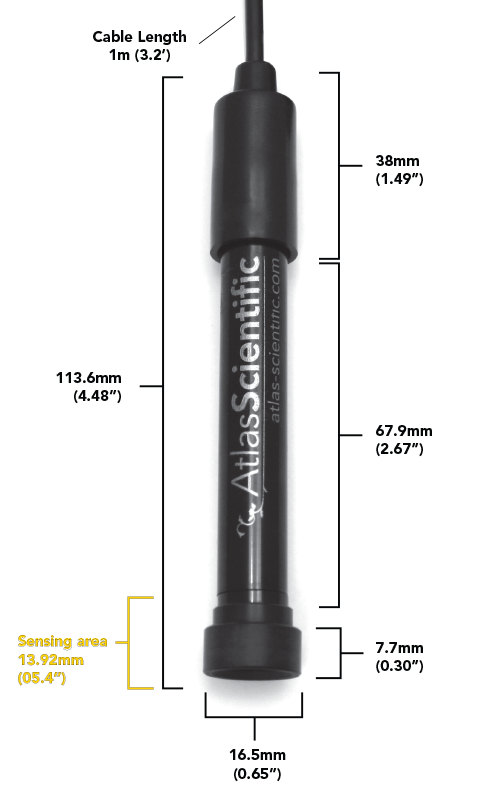 Cable Length
1m (3.2')
38mm
(1.49”)
AtlasScientific
atlas-scientific.com
113.6mm
(4.48”)
67.9mm
(2.67”)
Sensing area
13.92mm
(05.4”)
7.7mm
(0.30”)
16.5mm
(0.65”)